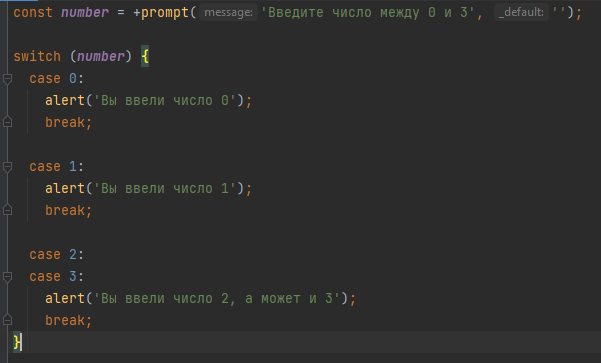 const number = +prompt( message: 'Введите число между 0 и 3', _default: '');
switch (number) {
case 0:
alert('Вы ввели число 0');
break;
case 1:
alert('Вы ввели число 1');
break;
case 2:
case 3:
alert('Вы ввели число 2, а может и 3');
break;
}